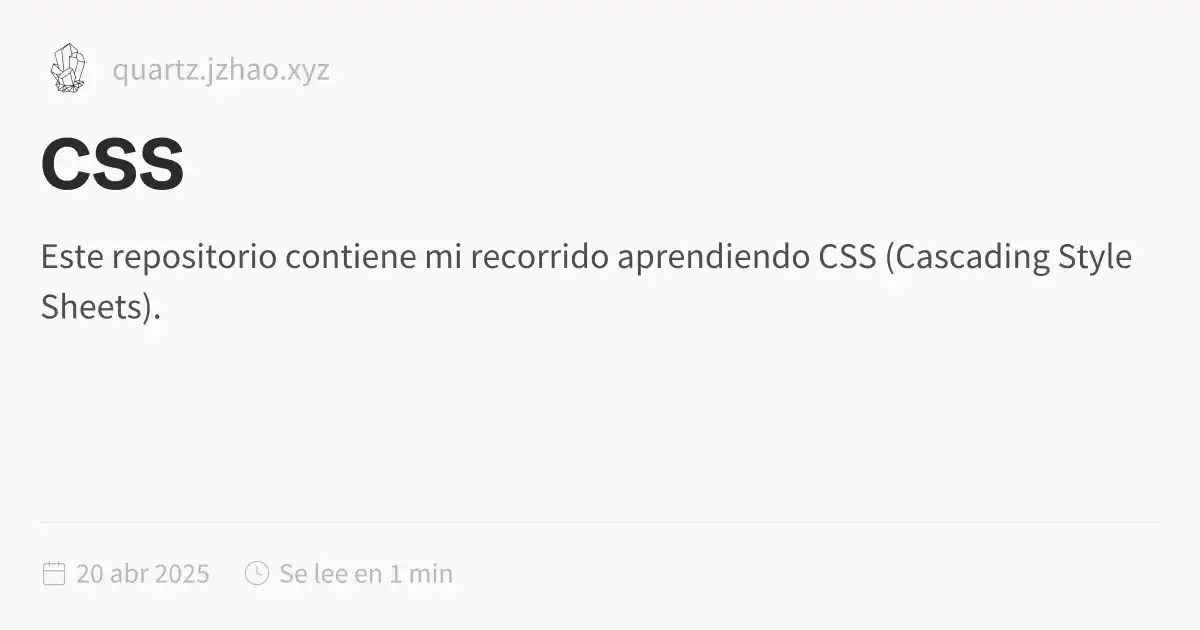 quartz.jzhao.xyz
CSS
Este repositorio contiene mi recorrido aprendiendo CSS (Cascading Style
Sheets).
20 abr 2025 Se lee en 1 min